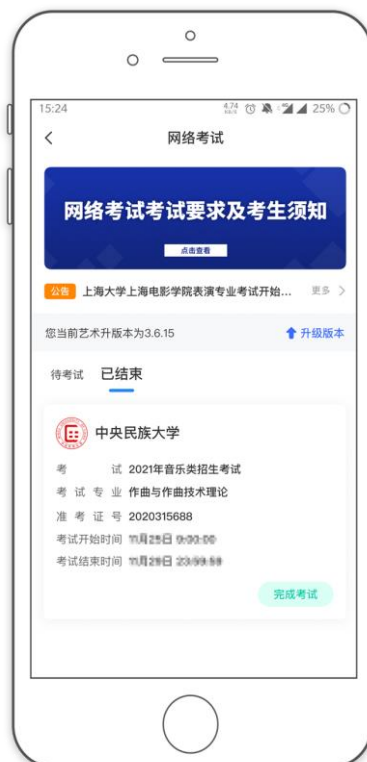 15:24
4.74
KB/S
4G
25%
网络考试
网络考试考试要求及考生须知
点击查看
公告 上海大学上海电影学院表演专业考试开始... 更多
您当前艺术升版本为3.6.15 升级版本
待考试 已结束
中央民族大学
考 试 2021年音乐类招生考试
考试专业 作曲与作曲技术理论
准考证号 2020315688
考试开始时间
考试结束时间
完成考试